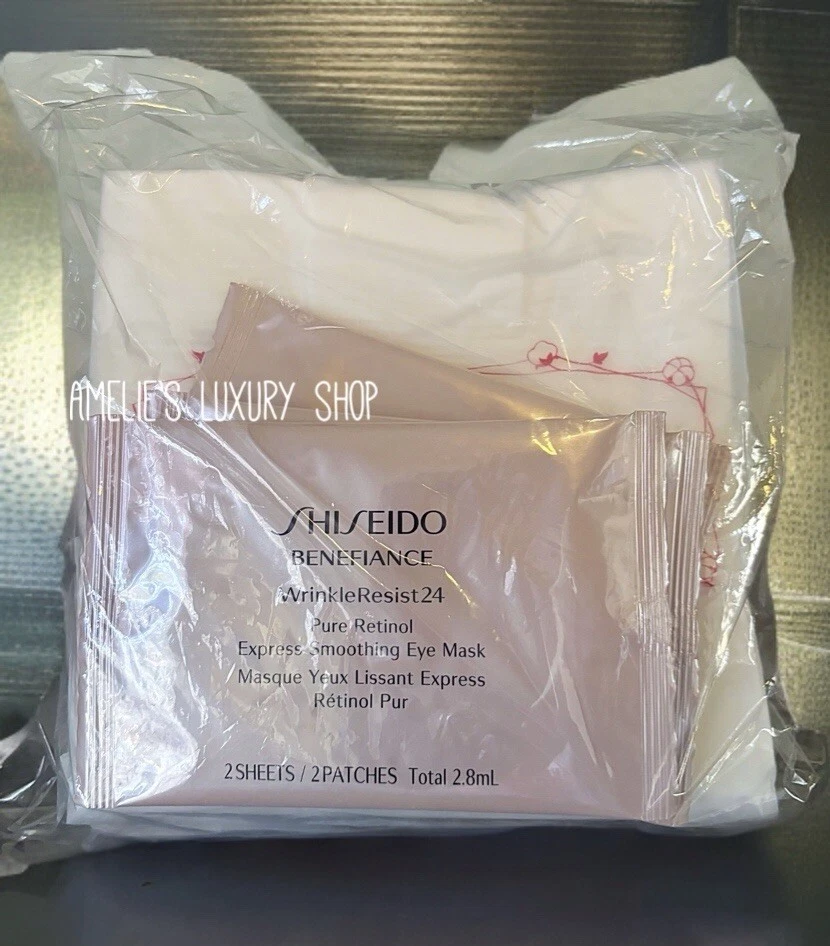 AMELIE'S LUXURY SHOP
SHISEIDO
BENEFIANCE
WrinkleResist24
Pure Retinol
Express Smoothing Eye Mask
Masque Yeux Lissant Express
Rétinol Pur
2 SHEETS / 2 PATCHES Total 2.8mL